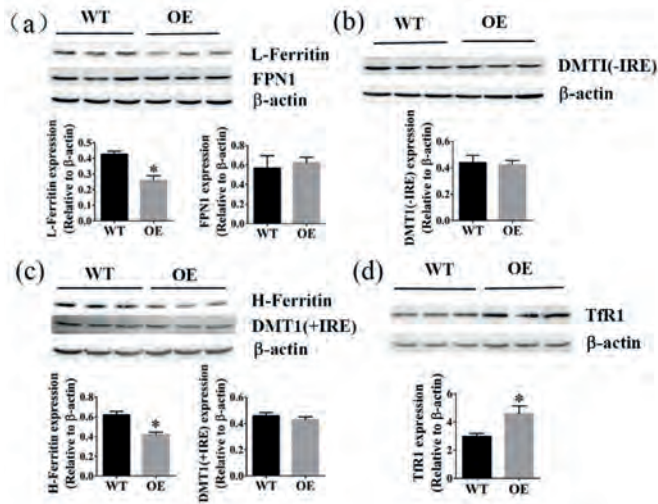 (a)
WT OE
L-Ferritin
FPN1
β-actin
L-Ferritin expression
(Relative to β-actin)
0.5
0.4
0.3
0.2
0.1
0.0
*
WT OE
FPN1 expression
(Relative to β-actin)
0.8
0.6
0.4
0.2
0.0
WT OE
(b)
WT OE
DMTI(-IRE)
β-actin
DMT1(-IRE) expression
(Relative to β-actin)
0.6
0.4
0.2
0.0
WT OE
(c)
WT OE
H-Ferritin
DMT1(+IRE)
β-actin
H-Ferritin expression
(Relative to β-actin)
0.8
0.6
0.4
0.2
0.0
*
WT OE
DMT1(+IRE) expression
(Relative to β-actin)
0.6
0.4
0.2
0.0
WT OE
(d)
WT OE
TfR1
β-actin
TfR1 expression
(Relative to β-actin)
6
4
2
0
*
WT OE